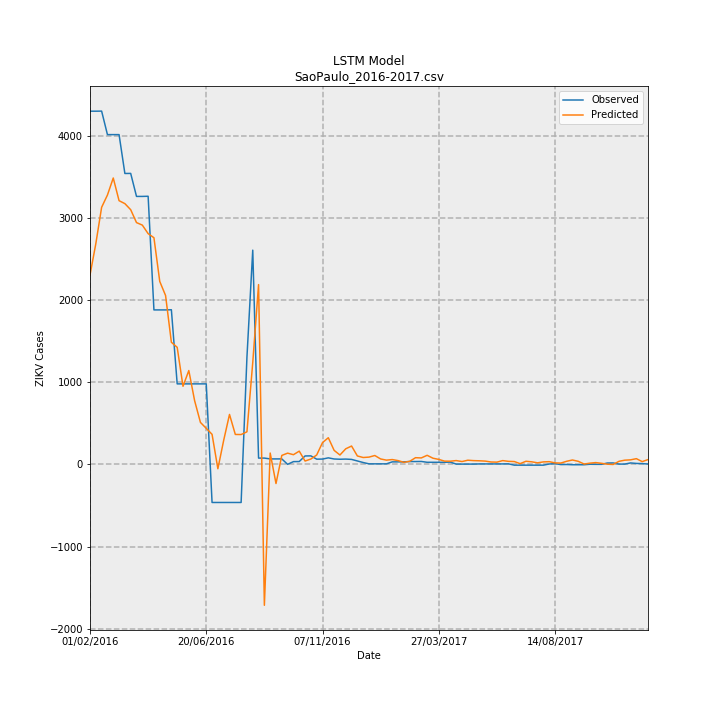 LSTM Model
SaoPaulo_2016-2017.csv
Observed
Predicted
ZIKV Cases
4000
3000
2000
1000
0
−1000
−2000
01/02/2016
20/06/2016
07/11/2016
27/03/2017
14/08/2017
Date